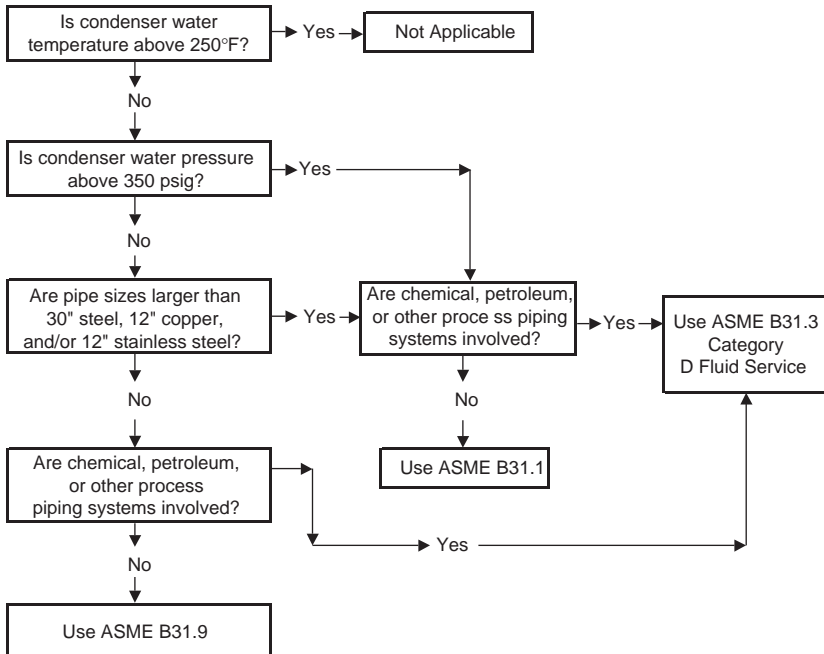 Is condenser water
temperature above 250°F?
Yes
Not Applicable
No
Is condenser water pressure
above 350 psig?
Yes
No
Are pipe sizes larger than
30" steel, 12" copper,
and/or 12" stainless steel?
Yes
Are chemical, petroleum,
or other proce ss piping
systems involved?
Yes
Use ASME B31.3
Category
D Fluid Service
No
No
Use ASME B31.1
Are chemical, petroleum,
or other process
piping systems involved?
Yes
No
Use ASME B31.9